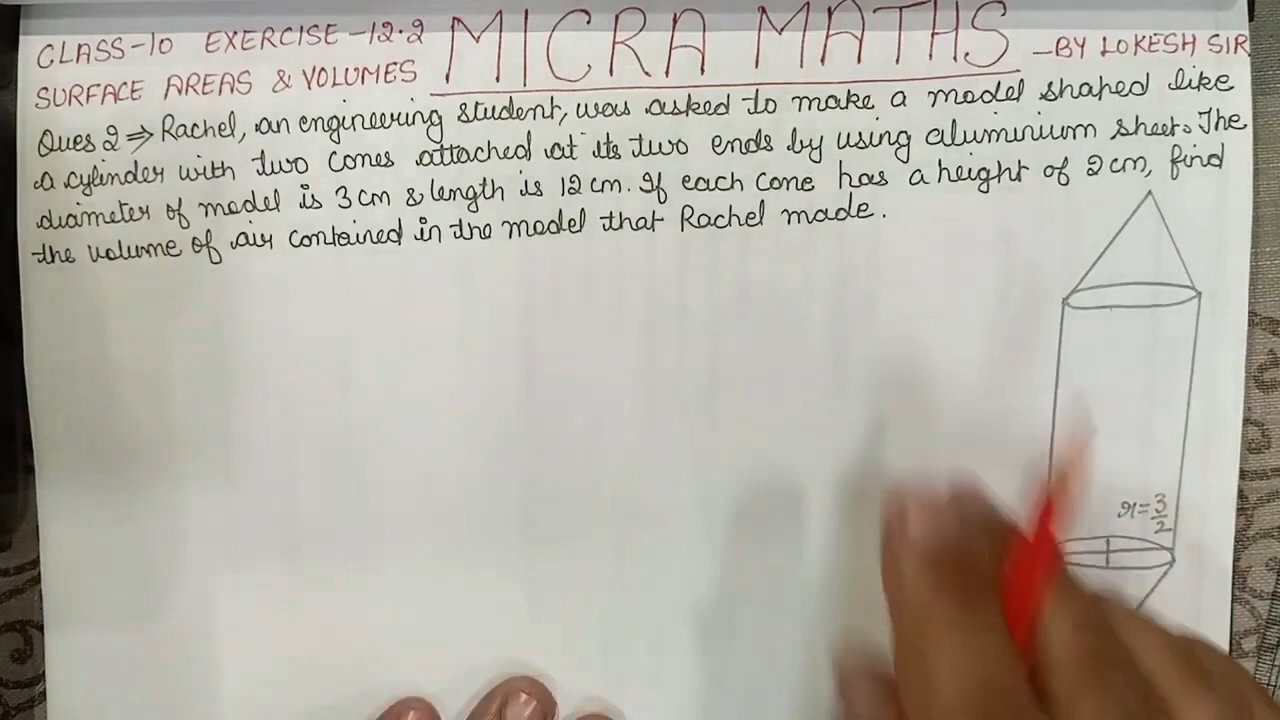 CLASS-10 EXERCISE-12.2 MICRA MATHS -BY LOKESH SIR
SURFACE AREAS & VOLUMES
Ques 2 ⇒ Rachel, an engineering student, was asked to make a model shaped like
a cylinder with two cones attached at its two ends by using aluminium sheet. The
diameter of model is 3 cm & length is 12 cm. If each cone has a height of 2 cm, find
the volume of air contained in the model that Rachel made.
r=3/2